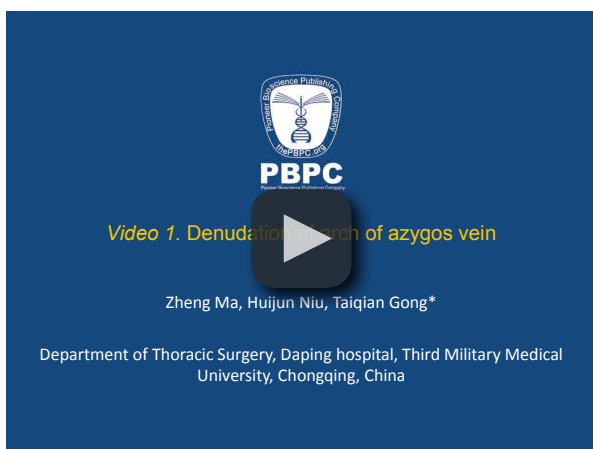 Pioneer Bioscience Publishing Company
thePBPC.org
PBPC
Pioneer Bioscience Publishing Company
Video 1. Denudation of arch of azygos vein
Zheng Ma, Huijun Niu, Taiqian Gong*
Department of Thoracic Surgery, Daping hospital, Third Military Medical
University, Chongqing, China